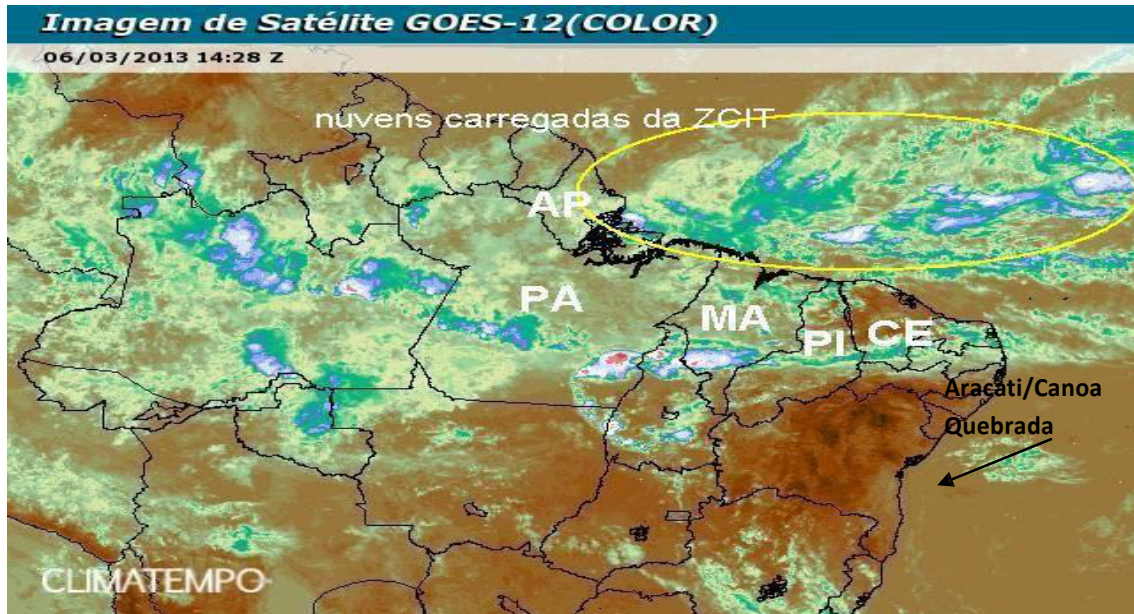 Imagem de Satélite GOES-12(COLOR)
06/03/2013 14:28 Z
núvens carregadas da ZCIT
AP
PA
MA
PI
CE
Aracati/Canoa
Quebrada
CLIMATEMPO